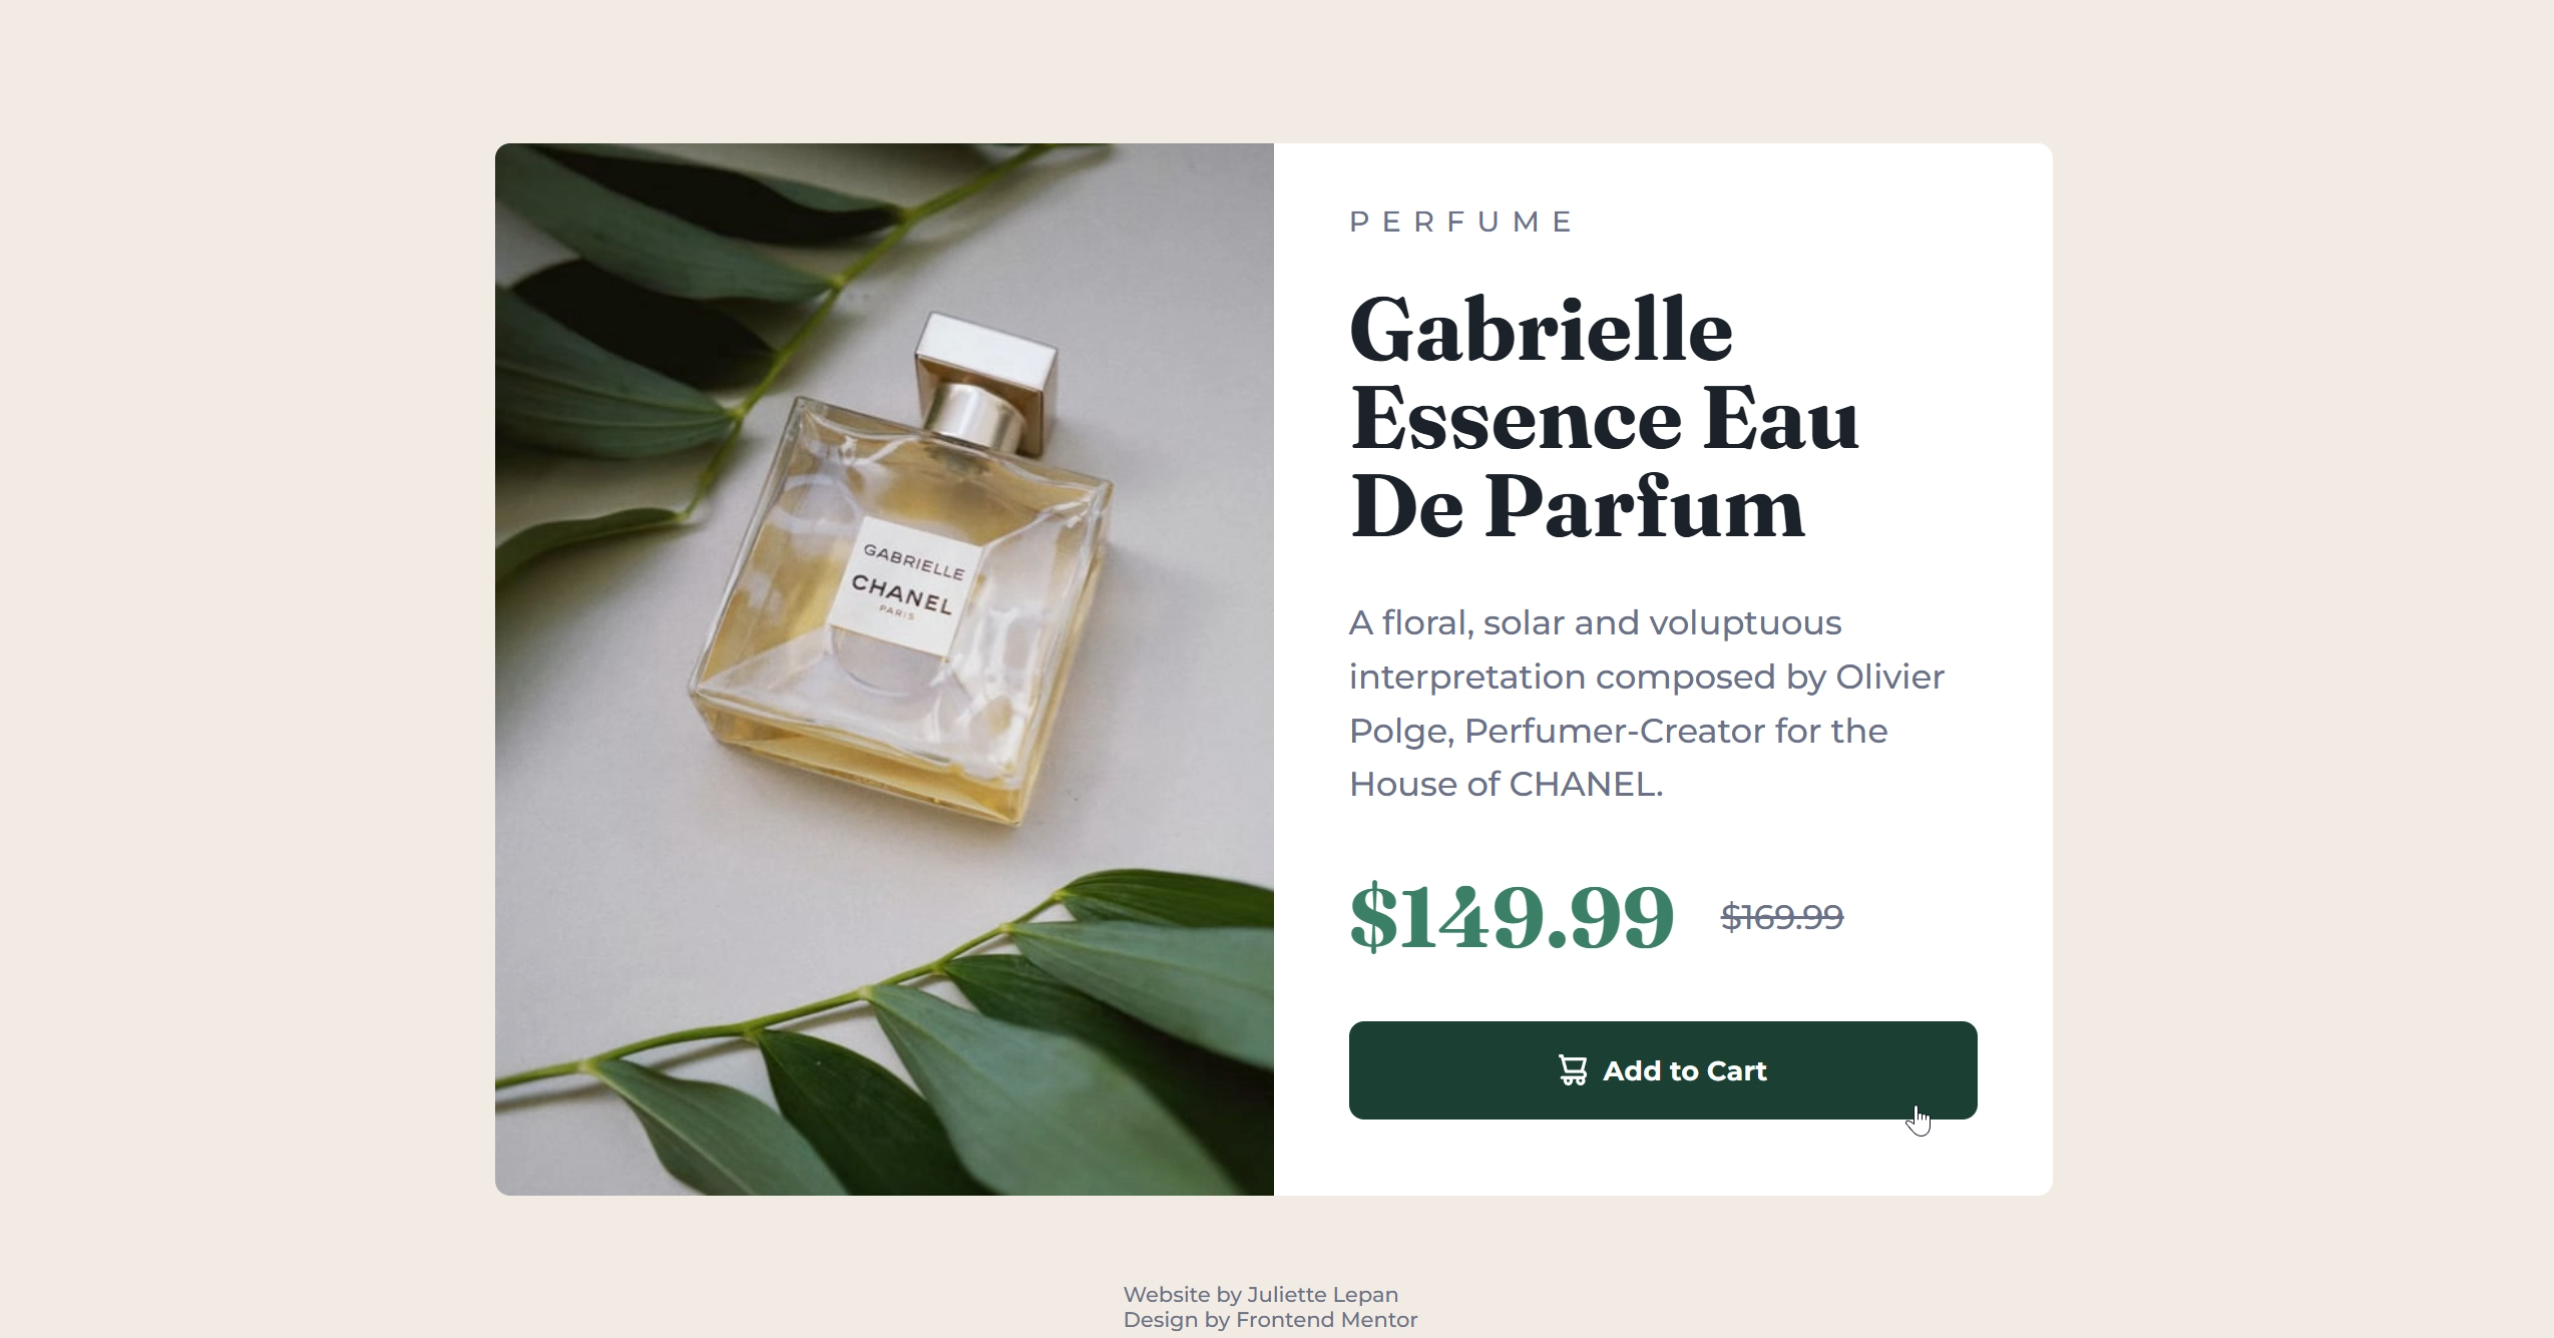 GABRIELLE
CHANEL
PARIS
PERFUME
Gabrielle
Essence Eau
De Parfum
A floral, solar and voluptuous
interpretation composed by Olivier
Polge, Perfumer-Creator for the
House of CHANEL.
$149.99 $169.99
Add to Cart
Website by Juliette Lepan
Design by Frontend Mentor